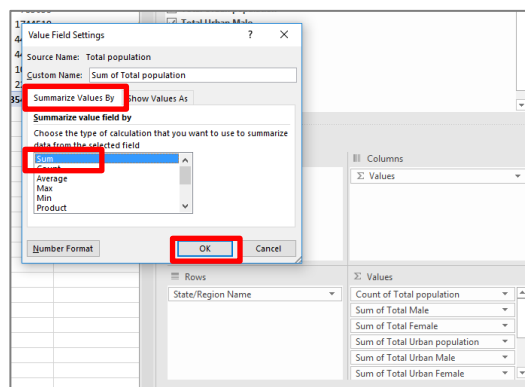 Total Urban Male
Value Field Settings ? ×
Source Name: Total population
Custom Name: Sum of Total population
Summarize Values By Show Values As
Summarize value field by
Choose the type of calculation that you want to use to summarize
data from the selected field
Sum
Count
Average
Max
Min
Product
Number Format OK Cancel
Columns
Σ Values
Rows
State/Region Name
Σ Values
Count of Total population
Sum of Total Male
Sum of Total Female
Sum of Total Urban population
Sum of Total Urban Male
Sum of Total Urban Female